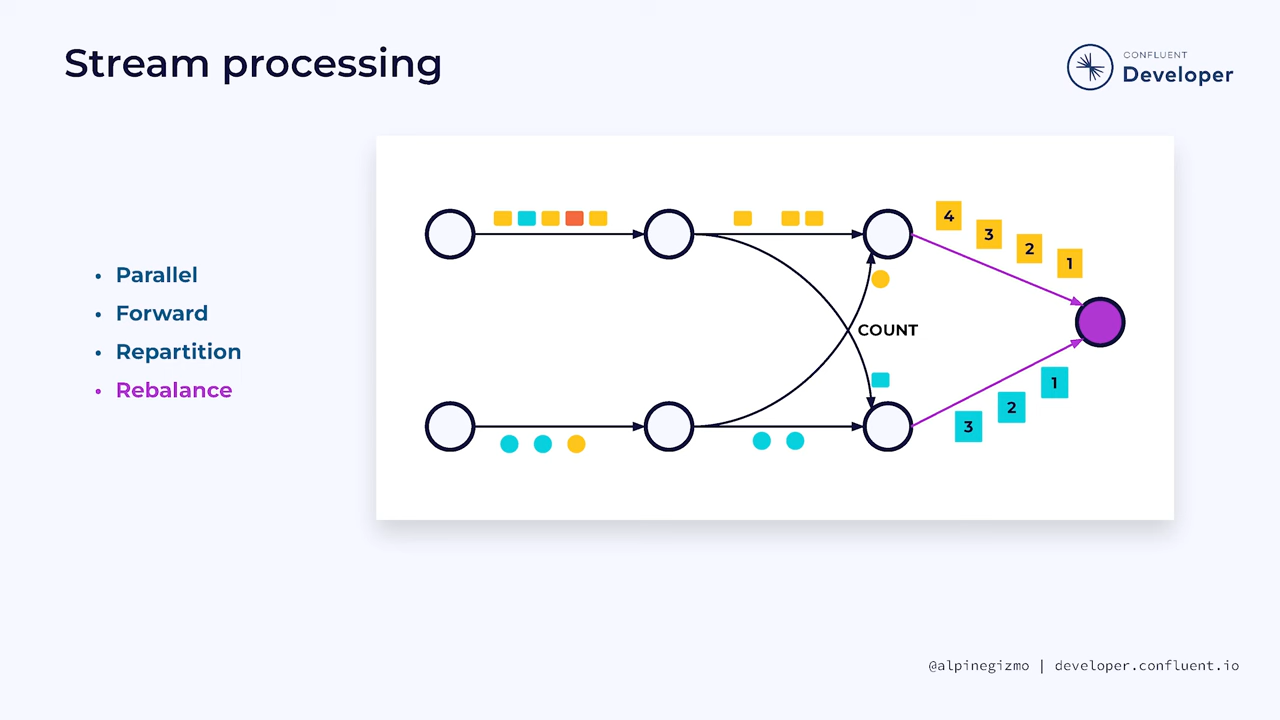 Stream processing
CONFLUENT
Developer
• Parallel
• Forward
• Repartition
• Rebalance
4
3
2
1
COUNT
1
2
3
@alpinegizmo | developer.confluent.io